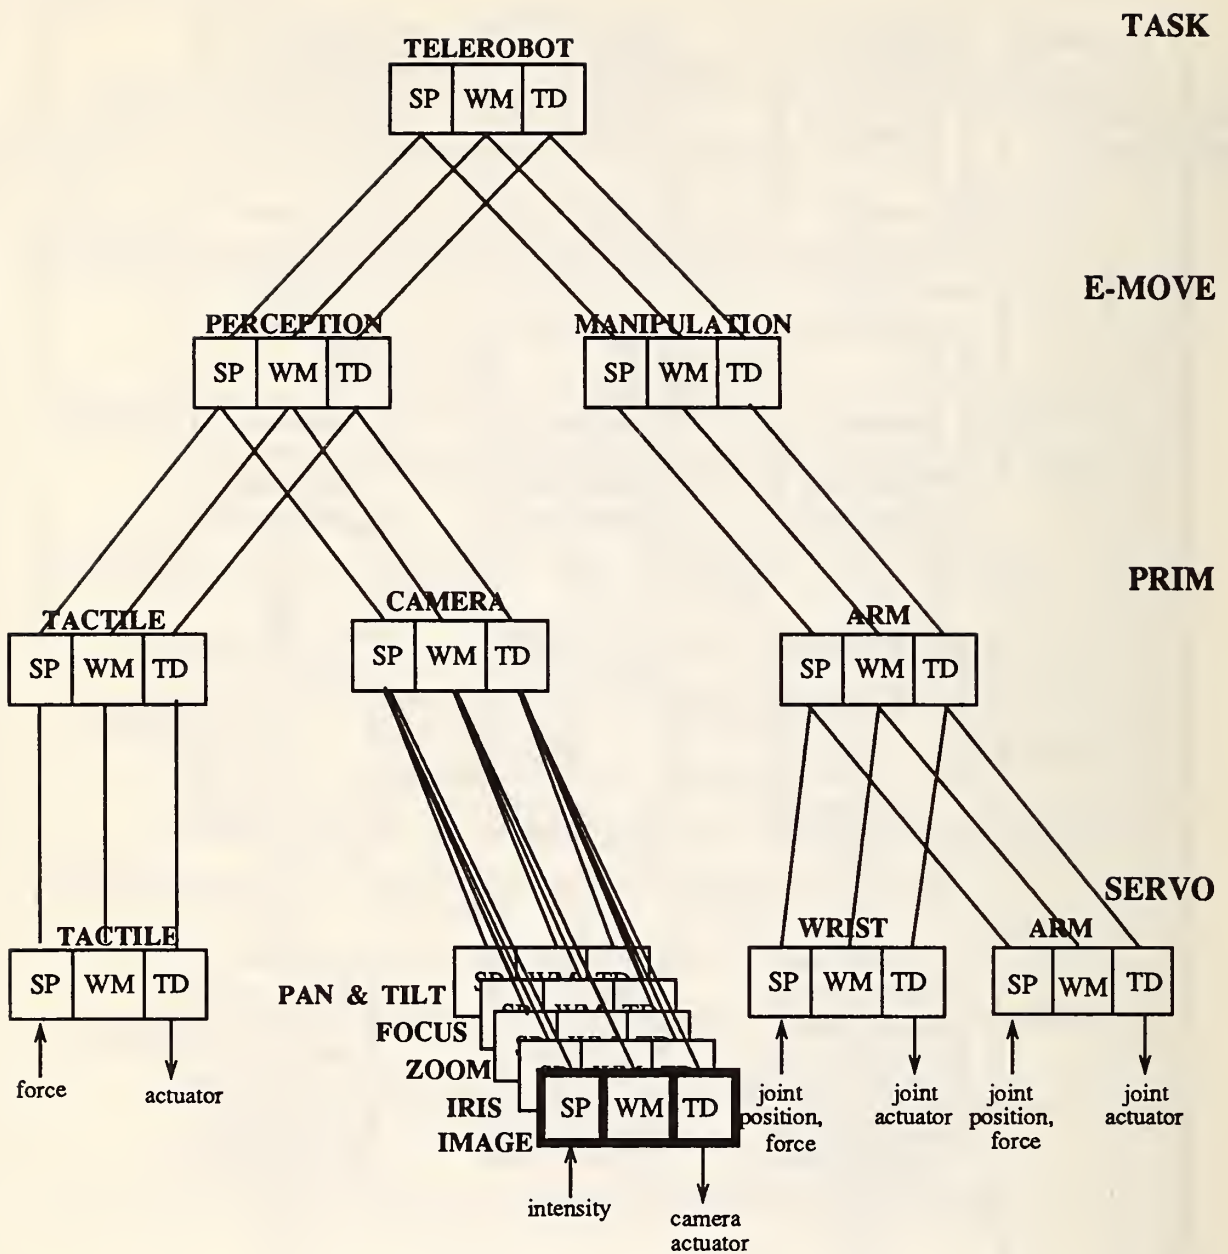 TASK
TELEROBOT
SP WM TD
E-MOVE
PERCEPTION MANIPULATION
SP WM TD SP WM TD
PRIM
TACTILE CAMERA ARM
SP WM TD SP WM TD SP WM TD
SERVO
TACTILE WRIST ARM
SP WM TD SP WM TD SP WM TD
PAN & TILT
FOCUS
ZOOM
IRIS
IMAGE
SP WM TD
force actuator
joint position, force
joint actuator
joint position, force
joint actuator
intensity
camera actuator